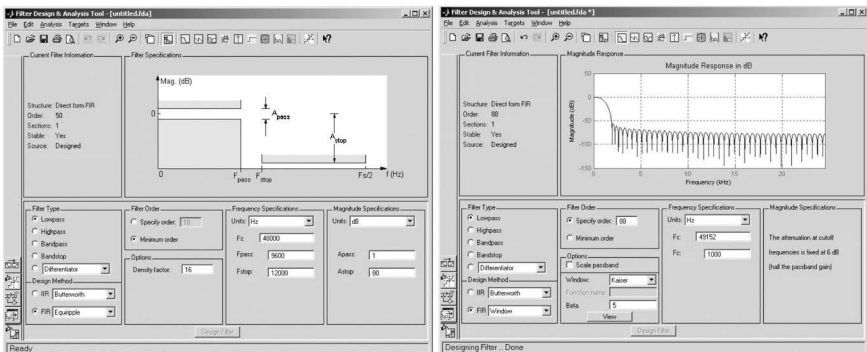 Filter Design & Analysis Tool - [untitled.fda]
File Edit Analysis Targets Window Help
Current Filter Information
Structure: Direct form FIR
Order: 50
Sections: 1
Stable: Yes
Source: Designed
Filter Specifications
Mag. (dB)
0
Apass
Astop
0
Fpass
Fstop
Fs/2
f (Hz)
Filter Type
Lowpass
Highpass
Bandpass
Bandstop
Differentiator
Design Method
IIR Butterworth
FIR Equiripple
Filter Order
Specify order: 10
Minimum order
Options
Density factor: 16
Frequency Specifications
Units: Hz
Fs: 48000
Fpass: 9600
Fstop: 12000
Magnitude Specifications
Units: dB
Apass: 1
Astop: 80
Design Filter
Ready
Filter Design & Analysis Tool - [untitled.fda *]
File Edit Analysis Targets Window Help
Current Filter Information
Structure: Direct form FIR
Order: 88
Sections: 1
Stable: Yes
Source: Designed
Magnitude Response
Magnitude Response in dB
Magnitude (dB)
50
0
-50
-100
-150
0
5
10
15
20
Frequency (kHz)
Filter Type
Lowpass
Highpass
Bandpass
Bandstop
Differentiator
Design Method
IIR Butterworth
FIR Window
Filter Order
Specify order: 88
Minimum order
Options
Scale passband
Window: Kaiser
Function name:
Beta 5
View
Frequency Specifications
Units: Hz
Fs: 49152
Fc: 1000
Magnitude Specifications
The attenuation at cutoff
frequencies is fixed at 6 dB
(half the passband gain)
Design Filter
Designing Filter ... Done